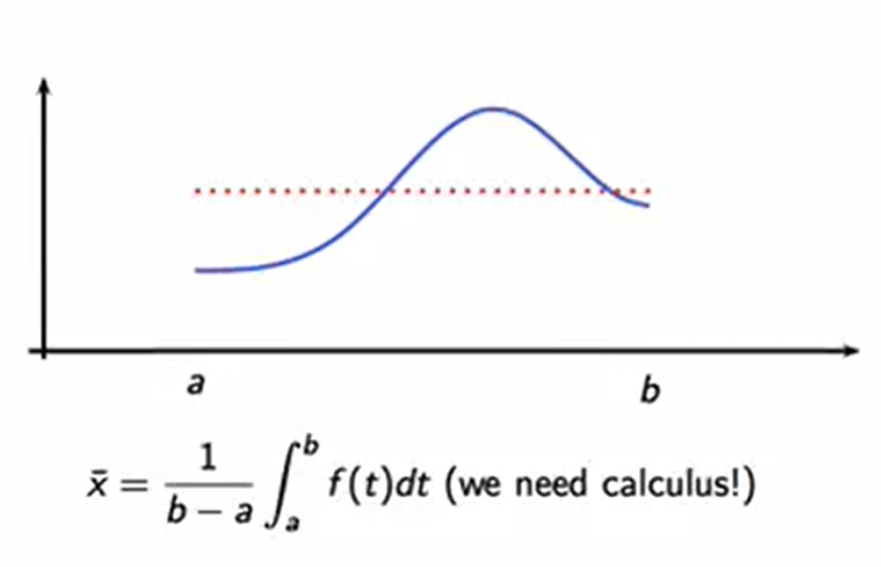 a b
x̄ = 1/(b − a) ∫_a^b f(t)dt (we need calculus!)